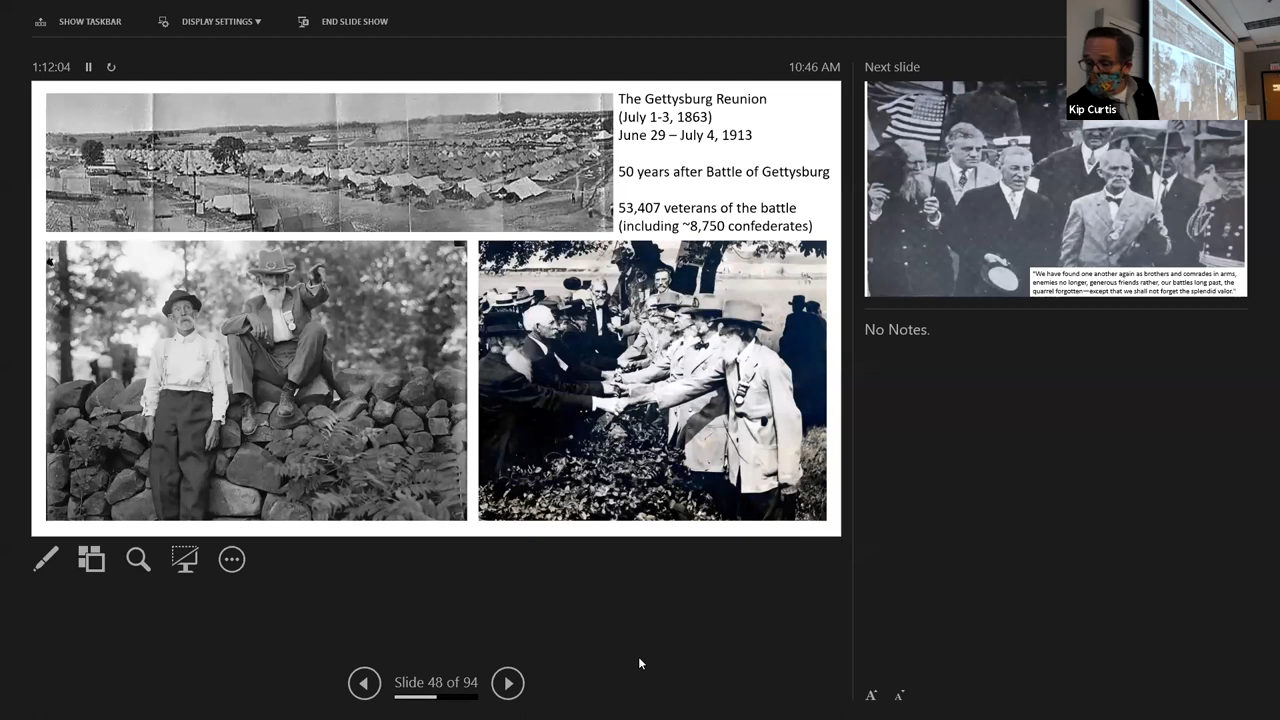 SHOW TASKBAR
DISPLAY SETTINGS
END SLIDE SHOW
1:12:04
10:46 AM
The Gettysburg Reunion
(July 1-3, 1863)
June 29 – July 4, 1913
50 years after Battle of Gettysburg
53,407 veterans of the battle
(including ~8,750 confederates)
Next slide
Kip Curtis
"We have found one another again as brothers and comrades in arms,
enemies no longer, generous friends rather, our battles long past, the
quarrel forgotten—except that we shall not forget the splendid valor."
No Notes.
Slide 48 of 94
A
A